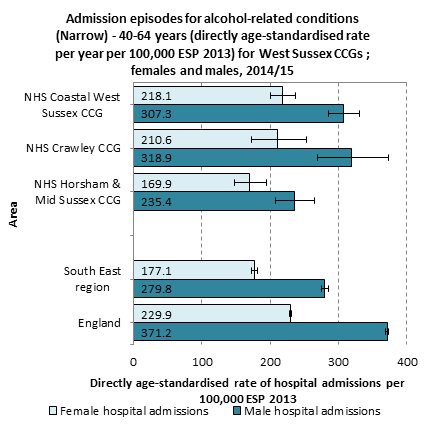 Admission episodes for alcohol-related conditions
(Narrow) - 40-64 years (directly age-standardised rate
per year per 100,000 ESP 2013) for West Sussex CCGs ;
females and males, 2014/15
NHS Coastal West
Sussex CCG
218.1
307.3
NHS Crawley CCG
210.6
318.9
NHS Horsham &
Mid Sussex CCG
169.9
235.4
South East
region
177.1
279.8
England
229.9
371.2
Area
0 100 200 300 400
Directly age-standardised rate of hospital admissions per
100,000 ESP 2013
Female hospital admissions Male hospital admissions